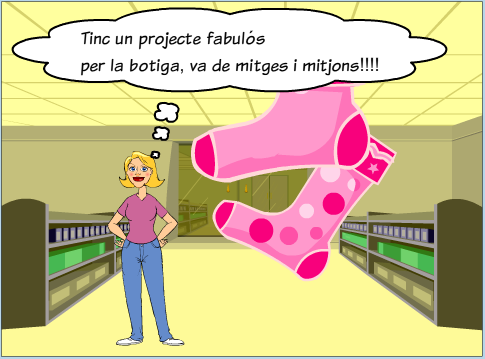 Tinc un projecte fabulós
per la botiga, va de mitges i mitjons!!!!